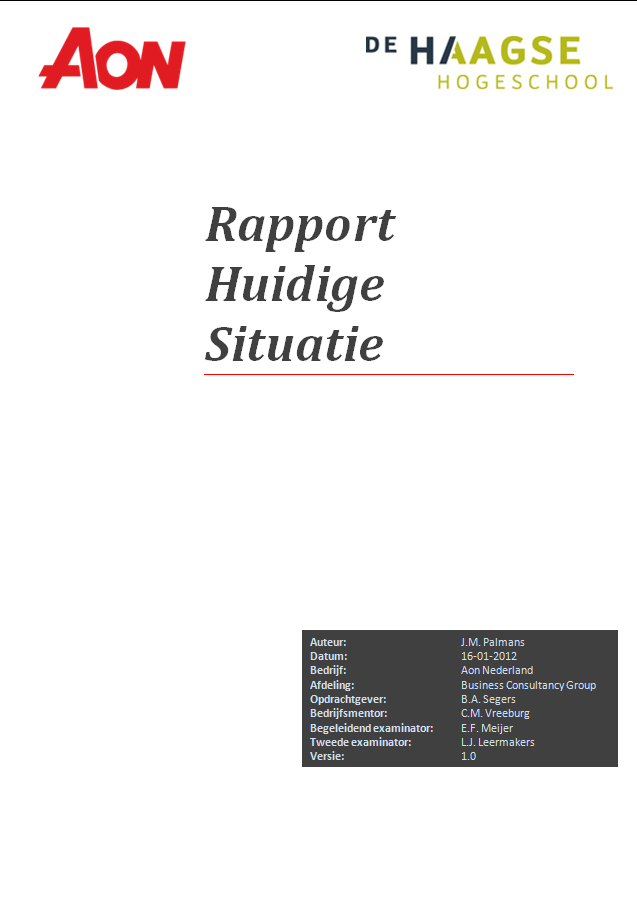 AON
DE HAAGSE
HOGESCHOOL
Rapport
Huidige
Situatie
Auteur: J.M. Palmans
Datum: 16-01-2012
Bedrijf: Aon Nederland
Afdeling: Business Consultancy Group
Opdrachtgever: B.A. Segers
Bedrijfsmentor: C.M. Vreeburg
Begeleidend examinator: E.F. Meijer
Tweede examinator: L.J. Leermakers
Versie: 1.0